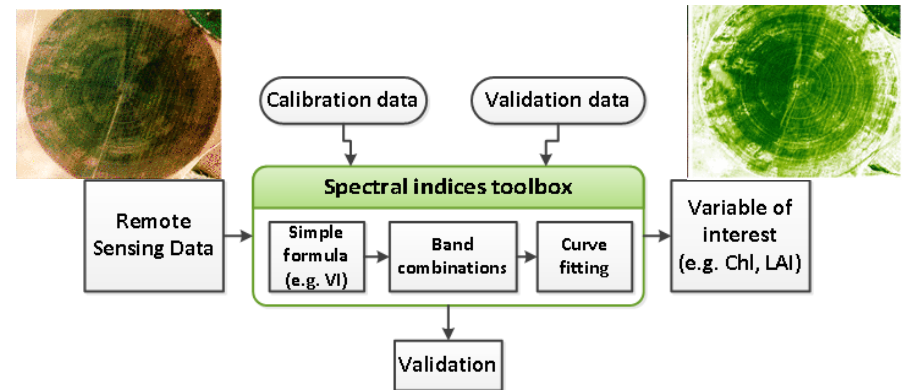 Calibration data
Validation data
Spectral indices toolbox
Remote
Sensing Data
Simple
formula
(e.g. VI)
Band
combinations
Curve
fitting
Variable of
interest
(e.g. Chl, LAI)
Validation